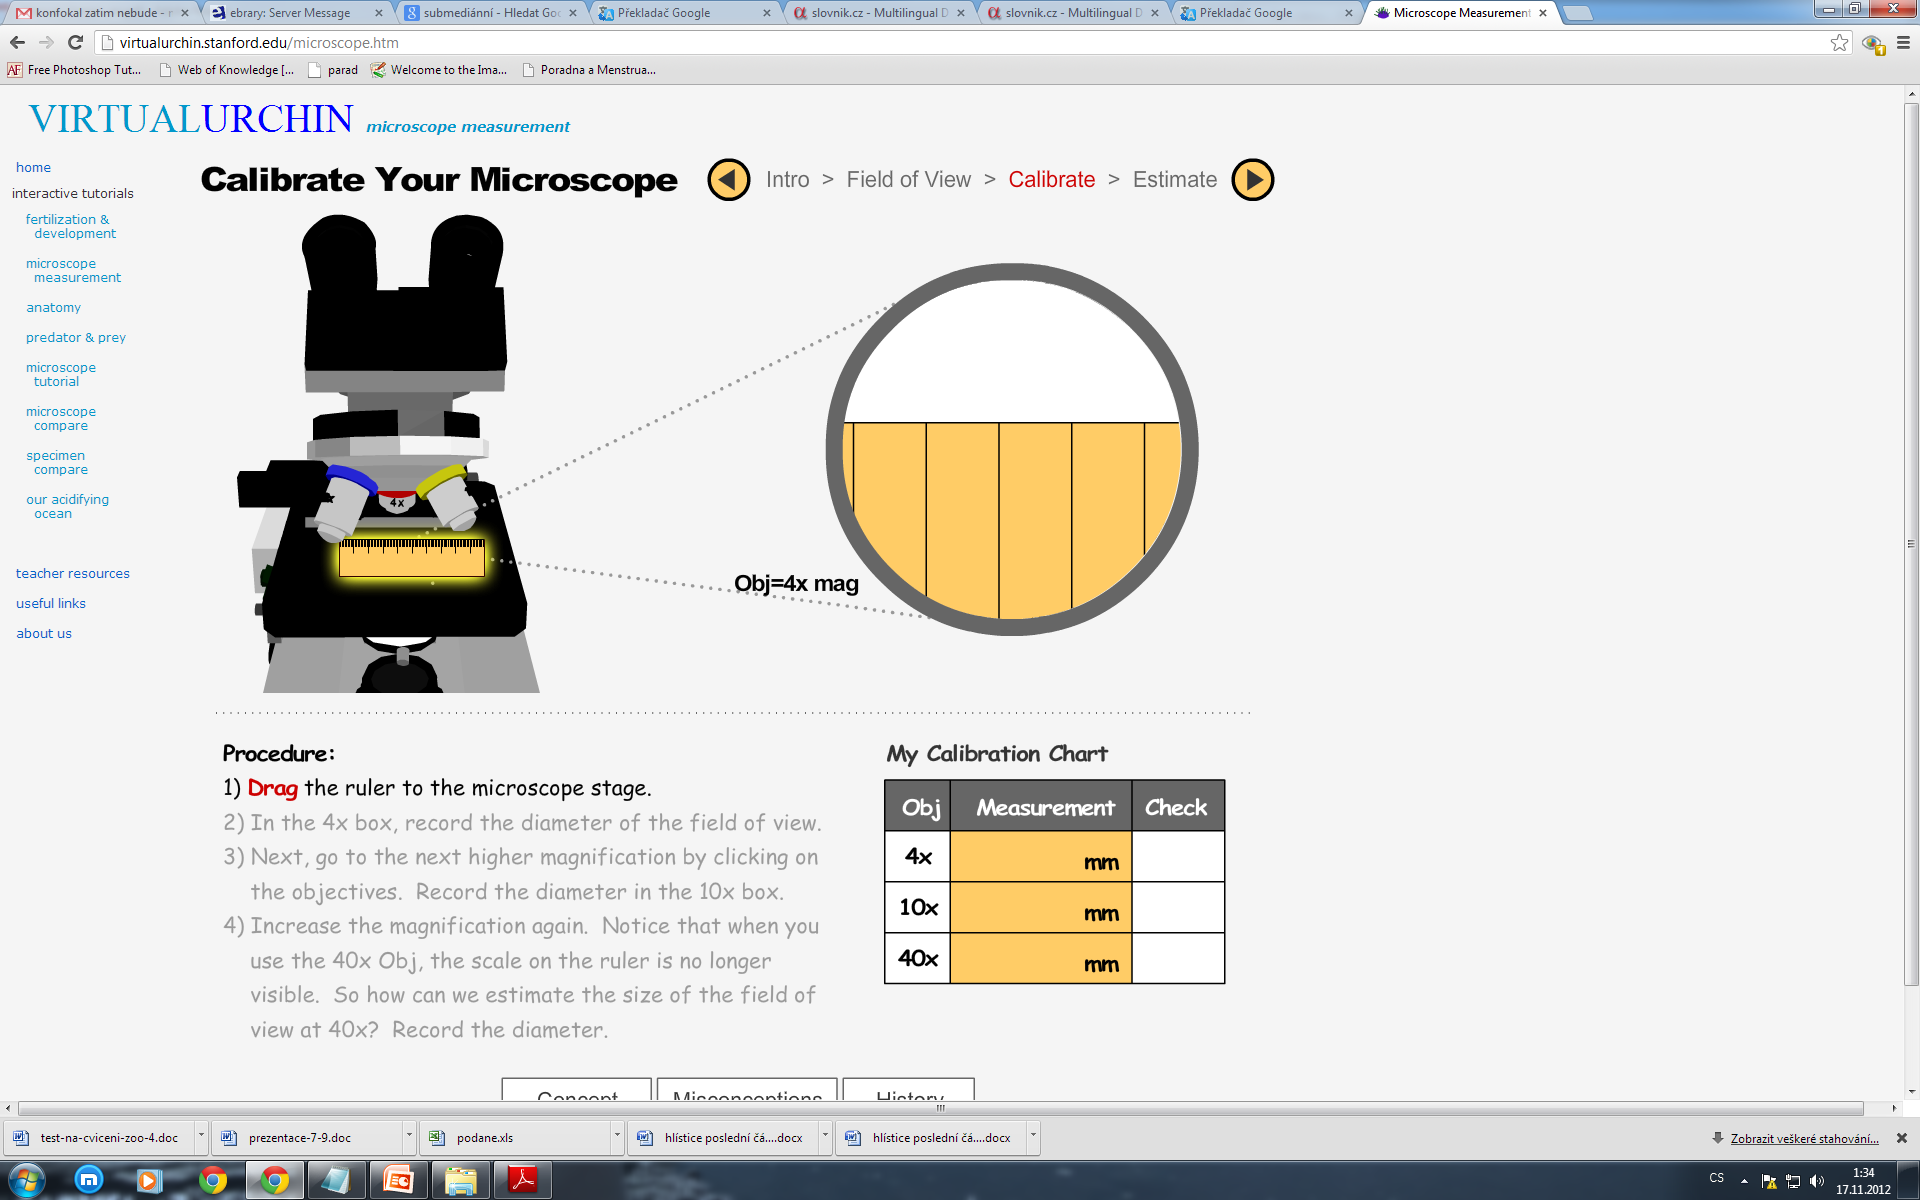 konfokal zatim nebude - n
ebrary: Server Message
submediánní - Hledat Goo
Překladač Google
slovnik.cz - Multilingual D
slovnik.cz - Multilingual D
Překladač Google
Microscope Measurement
virtualurchin.stanford.edu/microscope.htm
Free Photoshop Tut...
Web of Knowledge [...
parad
Welcome to the Ima...
Poradna a Menstrua...
VIRTUALURCHIN microscope measurement
home
interactive tutorials
fertilization &
development
microscope
measurement
anatomy
predator & prey
microscope
tutorial
microscope
compare
specimen
compare
our acidifying
ocean
teacher resources
useful links
about us
Calibrate Your Microscope
Intro > Field of View > Calibrate > Estimate
4x
Obj=4x mag
Procedure:
1) Drag the ruler to the microscope stage.
2) In the 4x box, record the diameter of the field of view.
3) Next, go to the next higher magnification by clicking on
the objectives. Record the diameter in the 10x box.
4) Increase the magnification again. Notice that when you
use the 40x Obj, the scale on the ruler is no longer
visible. So how can we estimate the size of the field of
view at 40x? Record the diameter.
My Calibration Chart
Obj Measurement Check
4x mm
10x mm
40x mm
Concept Misconceptions History
test-na-cviceni-zoo-4.doc
prezentace-7-9.doc
podane.xls
hlístice poslední čá....docx
hlístice poslední čá....docx
Zobrazit veškeré stahování...
CS
1:34
17.11.2012